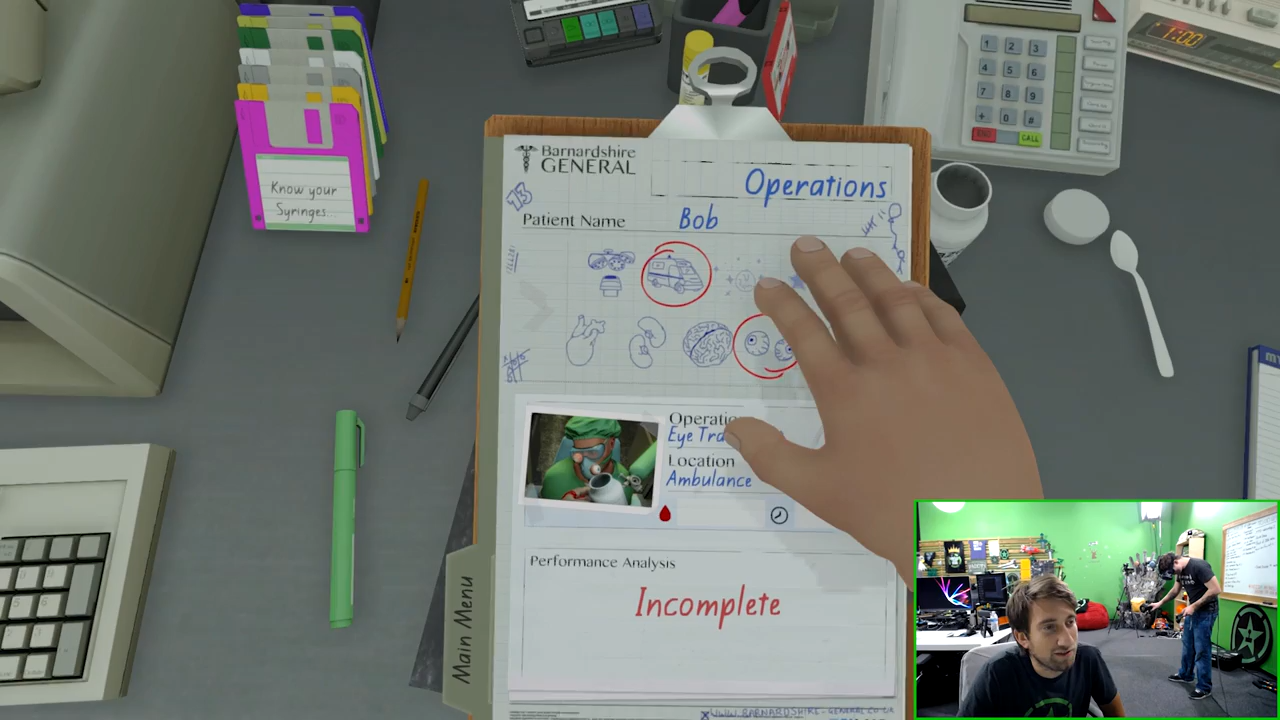 Know your
Syringes...
1:00
1 2 3
4 5 6
7 8 9
CALL
Barnardshire
GENERAL
Operations
Patient Name Bob
Operation
Eye Tra
Location
Ambulance
Performance Analysis
Incomplete
Main Menu